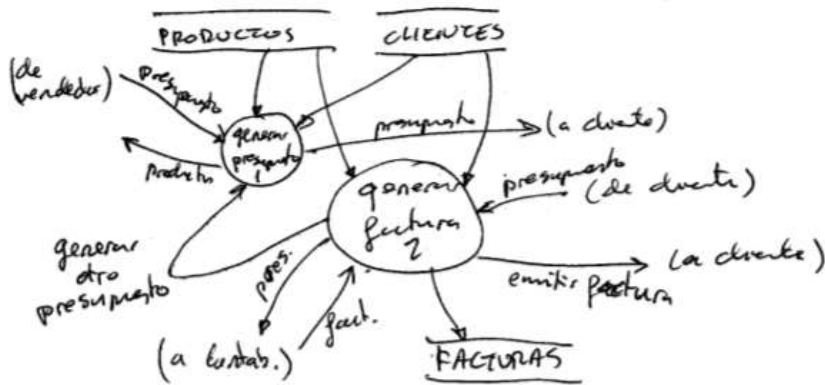 PRODUCTOS
CLIENTES
(de
vendedor)
presupuesto
generar
presupuesto
1
presupuesto
(a cliente)
productos
generar
factura
2
presupuesto
(de cliente)
generar
otro
presupuesto
pres.
fact.
emitir factura
(a cliente)
(a contab.)
FACTURAS